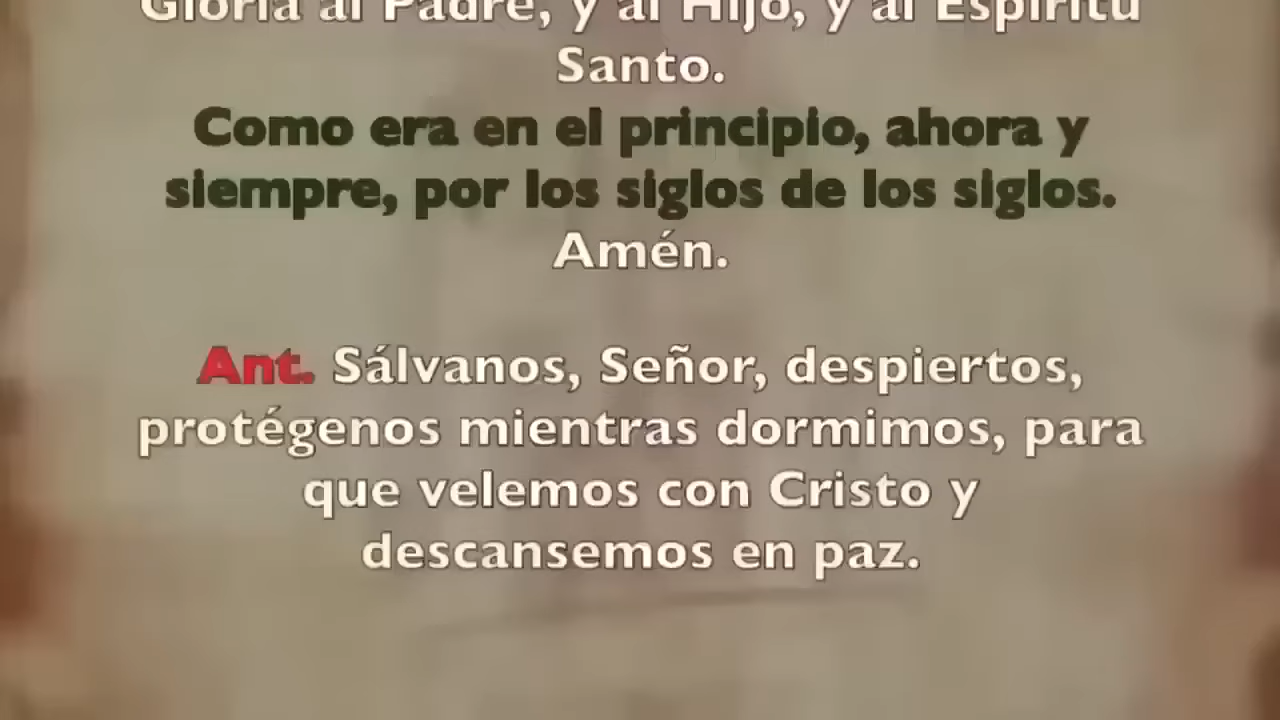 Gloria al Padre, y al Hijo, y al Espíritu
Santo.
Como era en el principio, ahora y
siempre, por los siglos de los siglos.
Amén.
Ant. Sálvanos, Señor, despiertos,
protégenos mientras dormimos, para
que velemos con Cristo y
descansemos en paz.